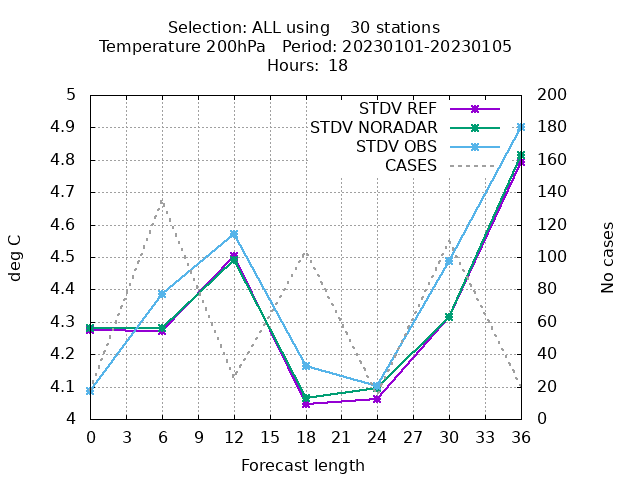 Selection: ALL using    30 stations
Temperature 200hPa   Period: 20230101-20230105
Hours:  18
STDV REF
STDV NORADAR
STDV OBS
CASES
5
4.9
4.8
4.7
4.6
4.5
4.4
4.3
4.2
4.1
4
deg C
200
180
160
140
120
100
80
60
40
20
0
No cases
0 3 6 9 12 15 18 21 24 27 30 33 36
Forecast length